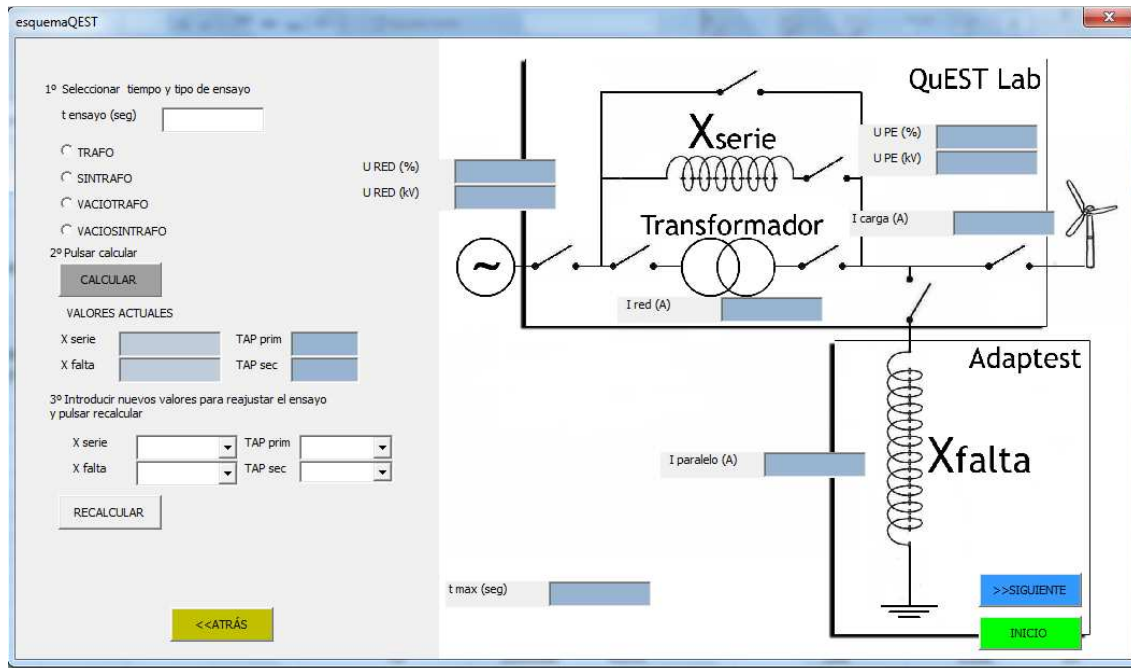 esquemaQEST
x
1º Seleccionar tiempo y tipo de ensayo
t ensayo (seg)
TRAFO
SINTRAFO
VACIOTRAFO
VACIOSINTRAFO
2º Pulsar calcular
CALCULAR
VALORES ACTUALES
X serie
TAP prim
X falta
TAP sec
3º Introducir nuevos valores para reajustar el ensayo
y pulsar recalcular
X serie
TAP prim
X falta
TAP sec
RECALCULAR
<<ATRÁS
U RED (%)
U RED (kV)
QuEST Lab
Xserie
U PE (%)
U PE (kV)
Transformador
I carga (A)
~
I red (A)
Adaptest
I paralelo (A)
Xfalta
t max (seg)
>>SIGUIENTE
INICIO